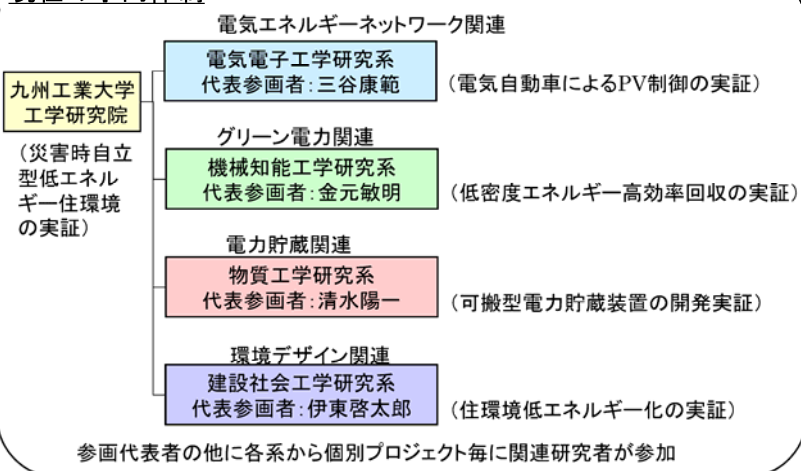 電気エネルギーネットワーク関連
電気電子工学研究系
代表参画者:三谷康範
(電気自動車によるPV制御の実証)
九州工業大学
工学研究院
(災害時自立
型低エネル
ギー住環境
の実証)
グリーン電力関連
機械知能工学研究系
代表参画者:金元敏明
(低密度エネルギー高効率回収の実証)
電力貯蔵関連
物質工学研究系
代表参画者:清水陽一
(可搬型電力貯蔵装置の開発実証)
環境デザイン関連
建設社会工学研究系
代表参画者:伊東啓太郎
(住環境低エネルギー化の実証)
参画代表者の他に各系から個別プロジェクト毎に関連研究者が参加